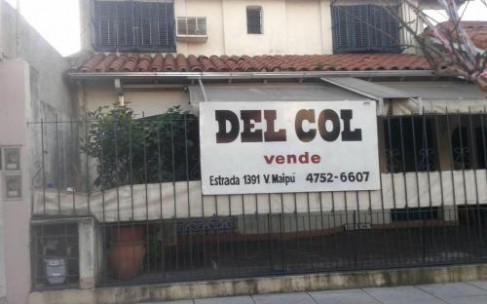 DEL COL
vende
Estrada 1391 V. Maipú 4752-6607